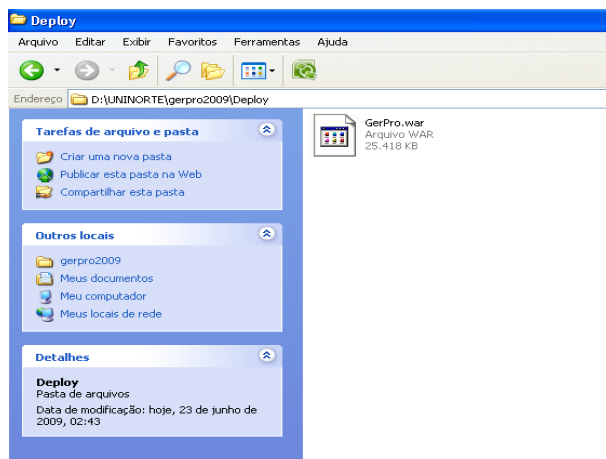 Deploy
Arquivo Editar Exibir Favoritos Ferramentas Ajuda
Endereço D:\UNINORTE\gerpro2009\Deploy
Tarefas de arquivo e pasta
Criar uma nova pasta
Publicar esta pasta na Web
Compartilhar esta pasta
Outros locais
gerpro2009
Meus documentos
Meu computador
Meus locais de rede
Detalhes
Deploy
Pasta de arquivos
Data de modificação: hoje, 23 de junho de
2009, 02:43
GerPro.war
Arquivo WAR
25.418 KB